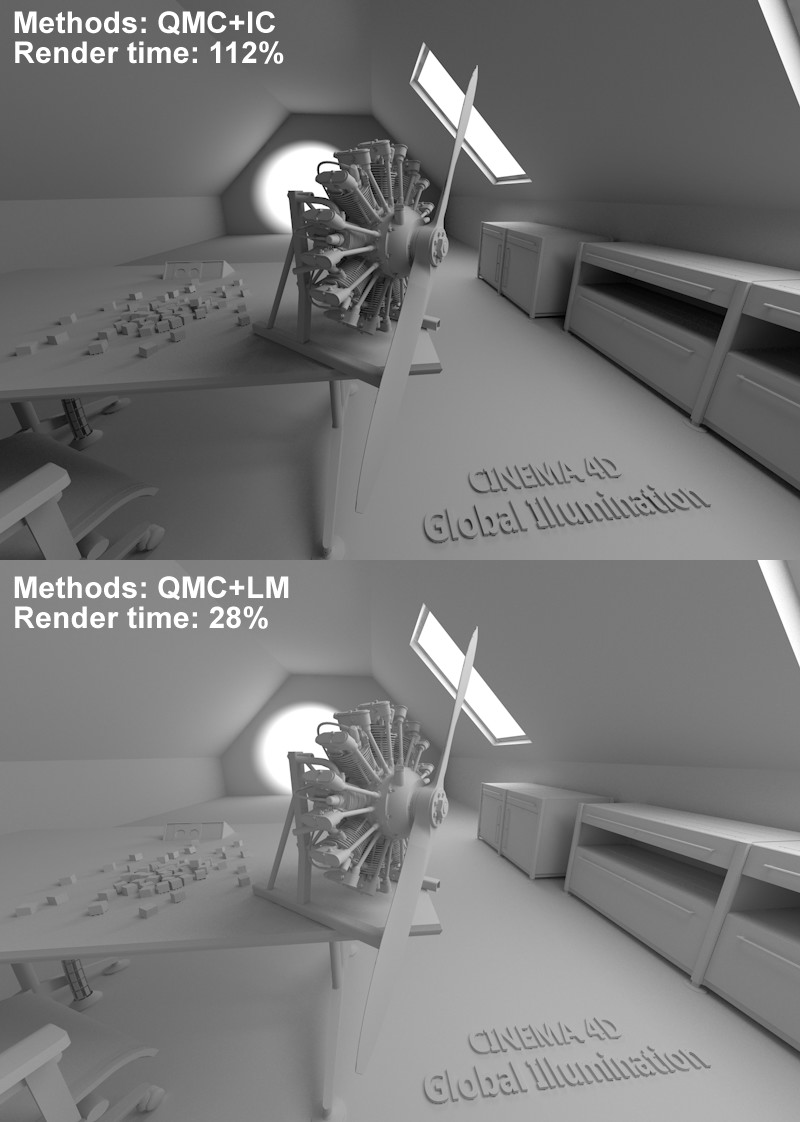 Methods: QMC+IC
Render time: 112%
CINEMA 4D
Global Illumination
Methods: QMC+LM
Render time: 28%
CINEMA 4D
Global Illumination